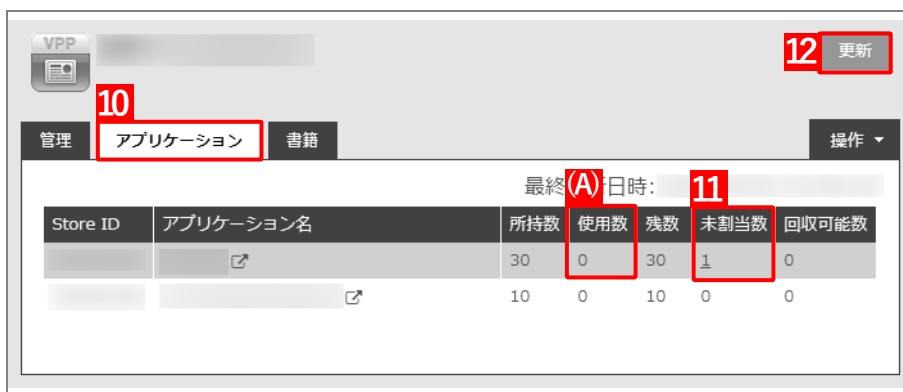 VPP
12 更新
10
管理 アプリケーション 書籍 操作
最終 (A) 日時: 11
Store ID アプリケーション名 所持数 使用数 残数 未割当数 回収可能数
30 0 30 1 0
10 0 10 0 0